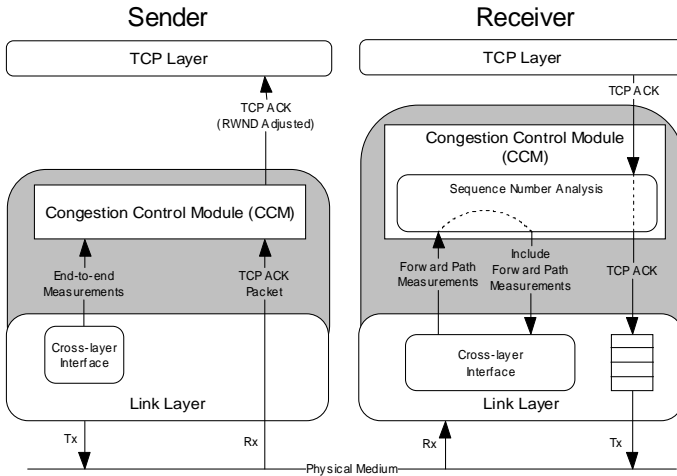 Sender
TCP Layer
TCP ACK
(RWND Adjusted)
Congestion Control Module (CCM)
End-to-end
Measurements
TCP ACK
Packet
Cross-layer
Interface
Link Layer
Tx
Rx
Receiver
TCP Layer
TCP ACK
Congestion Control Module
(CCM)
Sequence Number Analysis
Forward Path
Measurements
Include
Forward Path
Measurements
TCP ACK
Cross-layer
Interface
Link Layer
Rx
Tx
Physical Medium